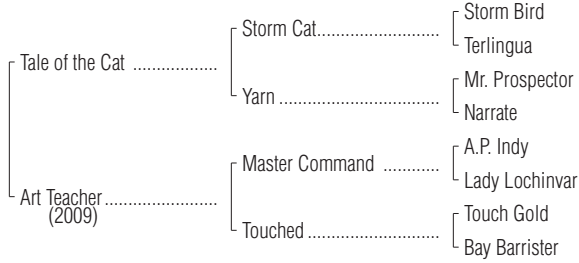 Storm Bird
Storm Cat..............................
Terlingua
Tale of the Cat ..................
Mr. Prospector
Yarn .......................................
Narrate
A.P. Indy
Master Command ............
Lady Lochinvar
Art Teacher........................
(2009)
Touch Gold
Touched ................................
Bay Barrister